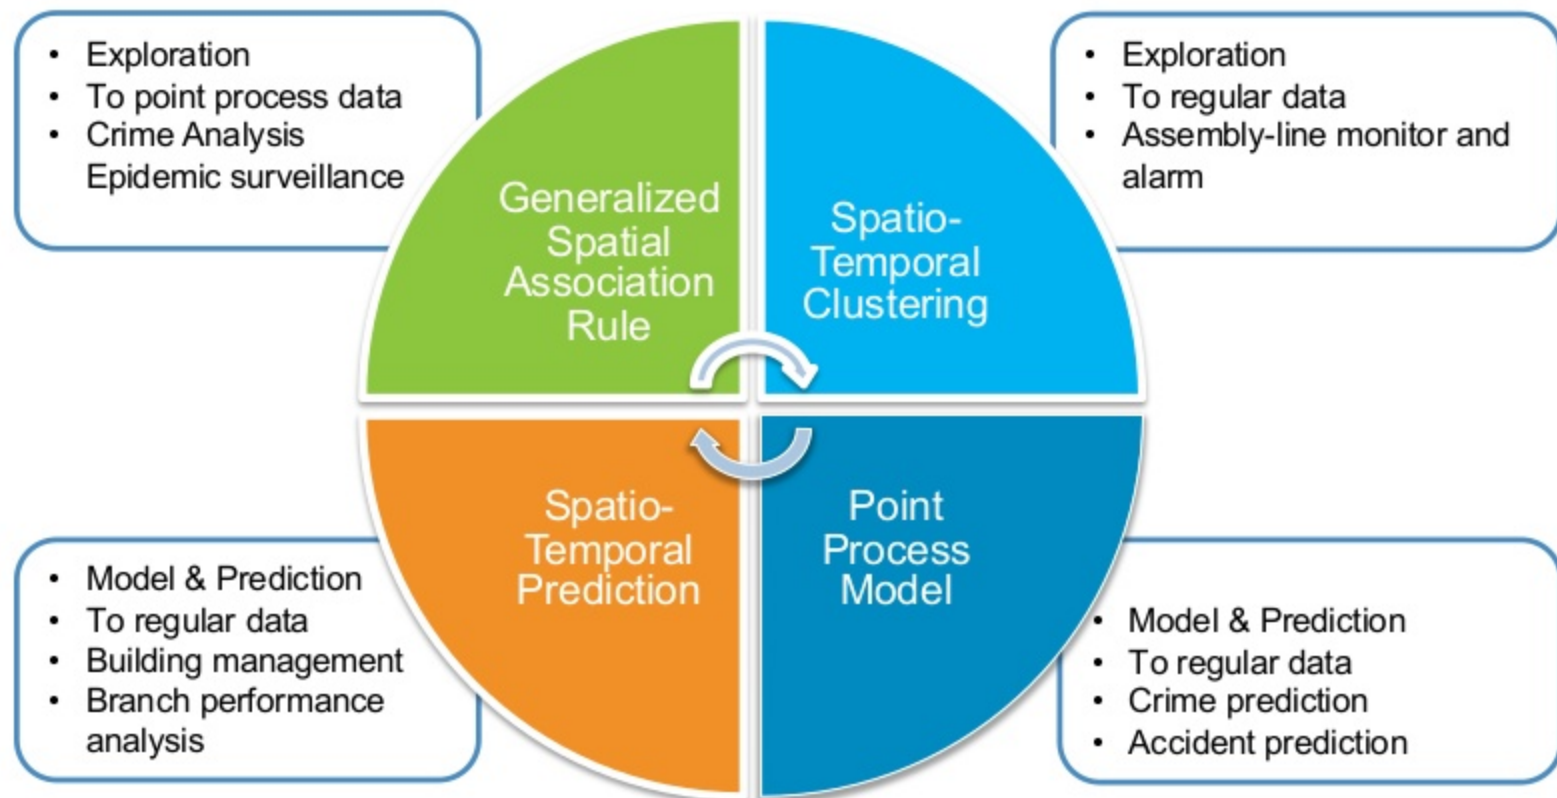 • Exploration
• To point process data
• Crime Analysis
Epidemic surveillance
Generalized
Spatial
Association
Rule
Spatio-
Temporal
Clustering
• Exploration
• To regular data
• Assembly-line monitor and
alarm
• Model & Prediction
• To regular data
• Building management
• Branch performance
analysis
Spatio-
Temporal
Prediction
Point
Process
Model
• Model & Prediction
• To regular data
• Crime prediction
• Accident prediction